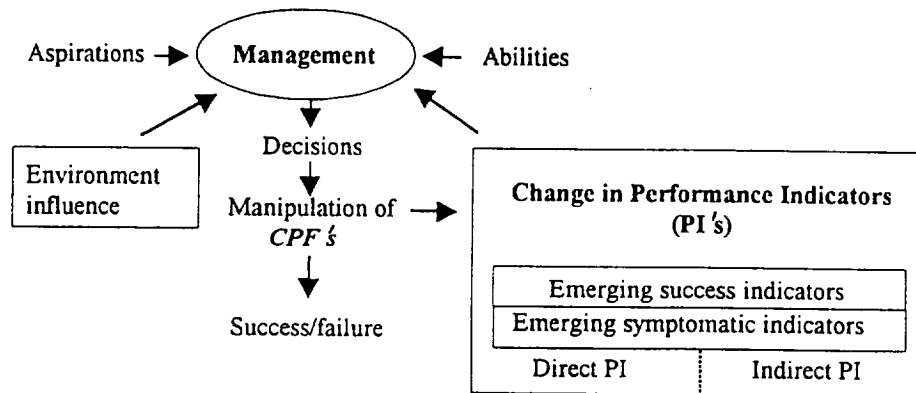 Aspirations
Management
Abilities
Decisions
Environment
influence
Manipulation of
CPF's
Success/failure
Change in Performance Indicators
(PI's)
Emerging success indicators
Emerging symptomatic indicators
Direct PI
Indirect PI